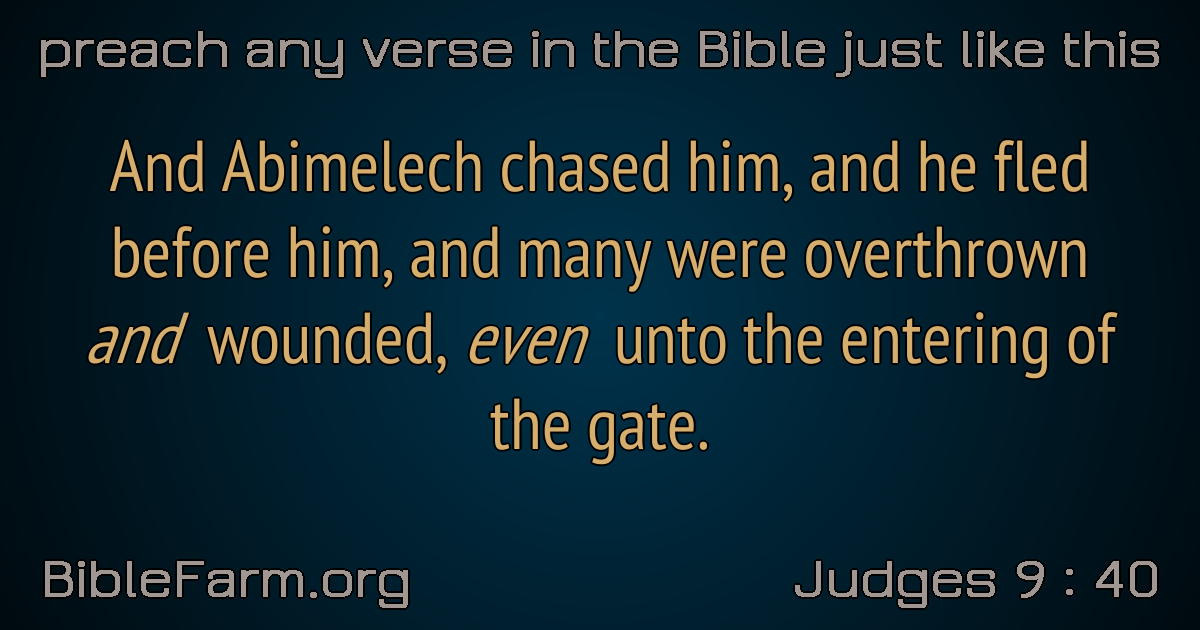 preach any verse in the Bible just like this
And Abimelech chased him, and he fled
before him, and many were overthrown
and wounded, even unto the entering of
the gate.
BibleFarm.org
Judges 9 : 40